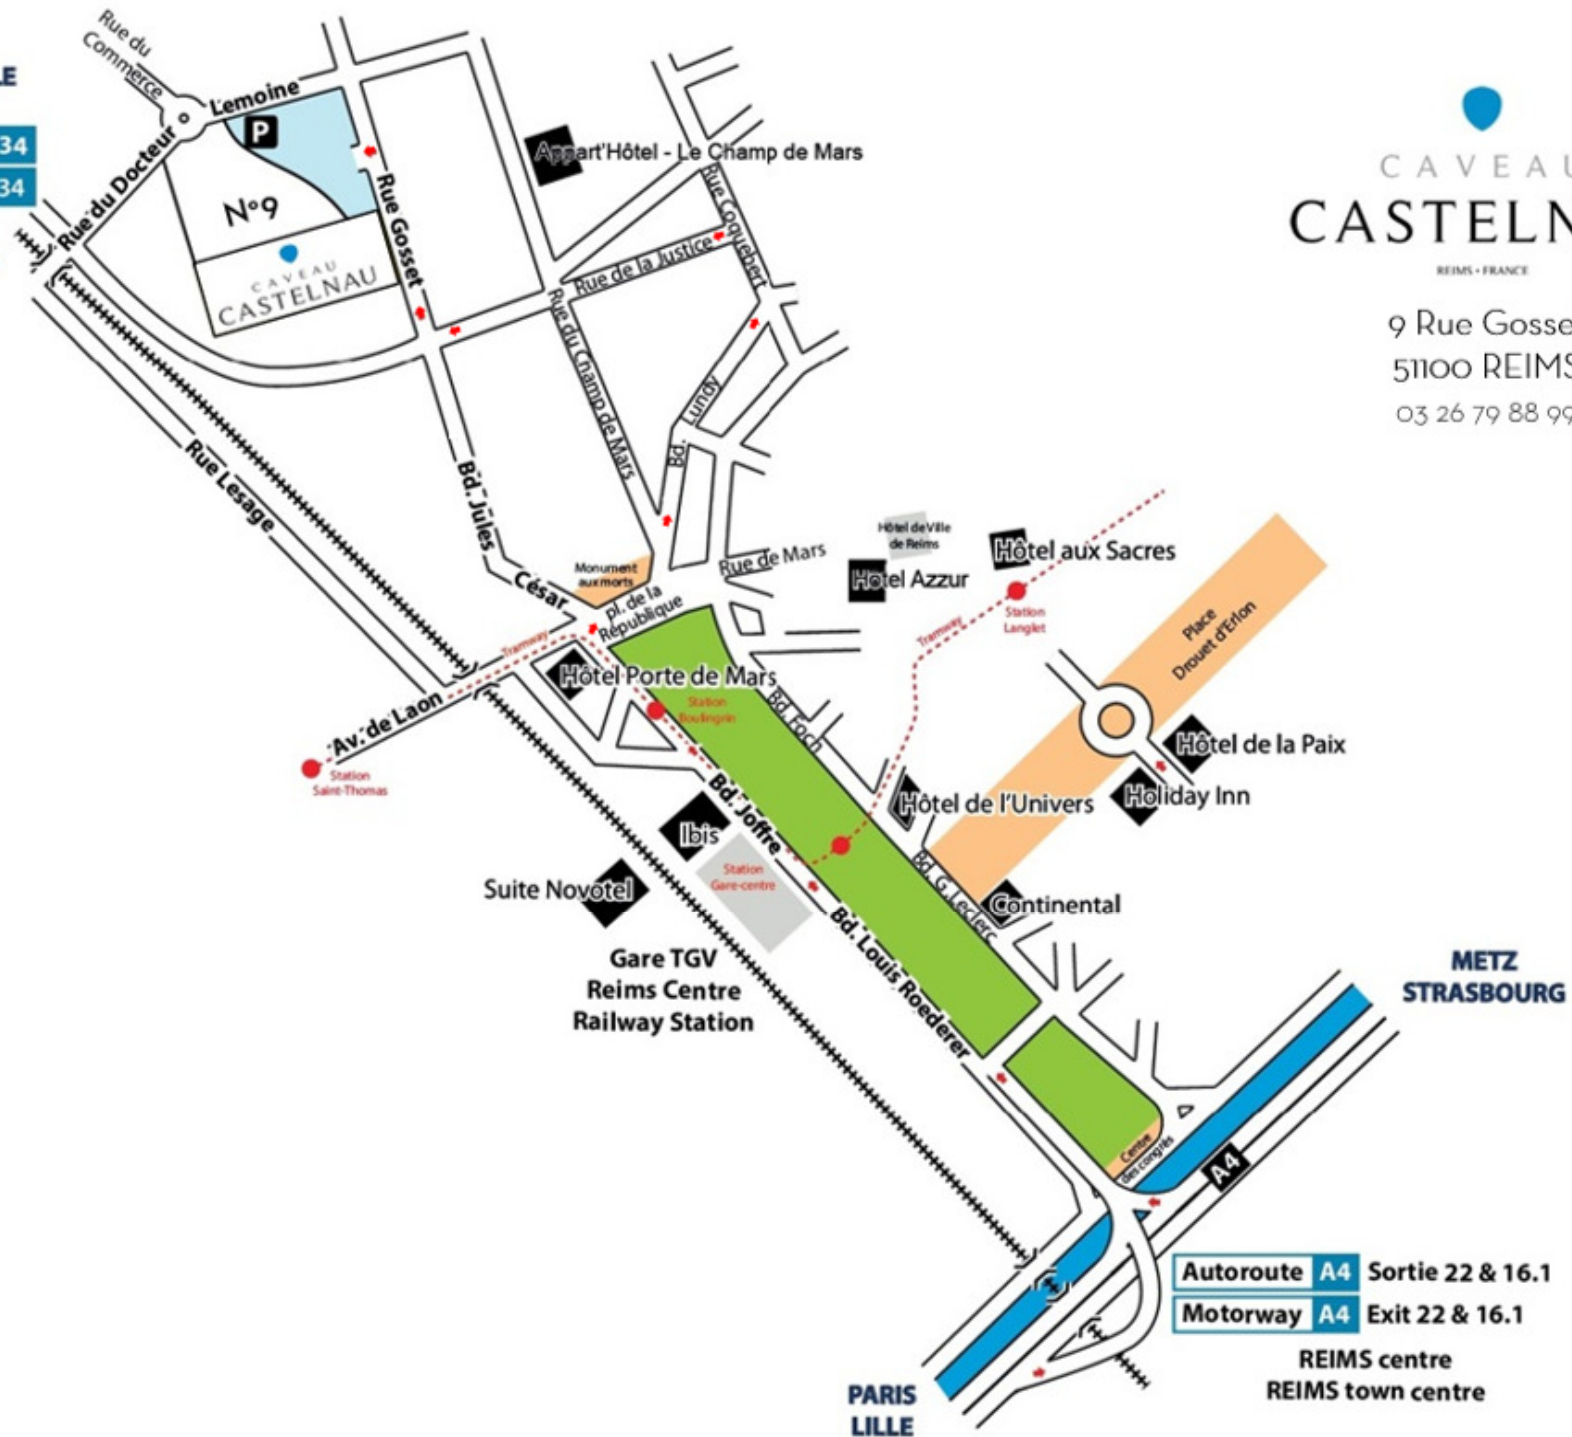 Rue du
Commerce
LE
34
34
Lemoine
Rue du Docteur
P
N°9
CAVEAU
CASTELNAU
Rue Gosset
Appart'Hôtel - Le Champ de Mars
Rue Coquebert
Rue de la Justice
Rue du Champ de Mars
Bd. Lundy
CAVEAU
CASTELN
REIMS • FRANCE
9 Rue Gosse
51100 REIMS
03 26 79 88 99
Rue Lesage
Bd. Jules
César
Monument
aux morts
pl. de la
République
Rue de Mars
Hôtel de Ville
de Reims
Hôtel Azzur
Hôtel aux Sacres
Station
Langlet
Tramway
Place
Drouet d'Erlon
Tramway
Av. de Laon
Station
Saint-Thomas
Hôtel Porte de Mars
Station
Boulingrin
Bd. Foch
Hôtel de la Paix
Holiday Inn
Hôtel de l'Univers
Bd. Joffre
Ibis
Station
Gare-centre
Suite Novotel
Bd. G. Leclerc
Continental
Bd. Louis Roederer
Gare TGV
Reims Centre
Railway Station
METZ
STRASBOURG
Centre
des congrès
A4
Autoroute A4 Sortie 22 & 16.1
Motorway A4 Exit 22 & 16.1
REIMS centre
REIMS town centre
PARIS
LILLE